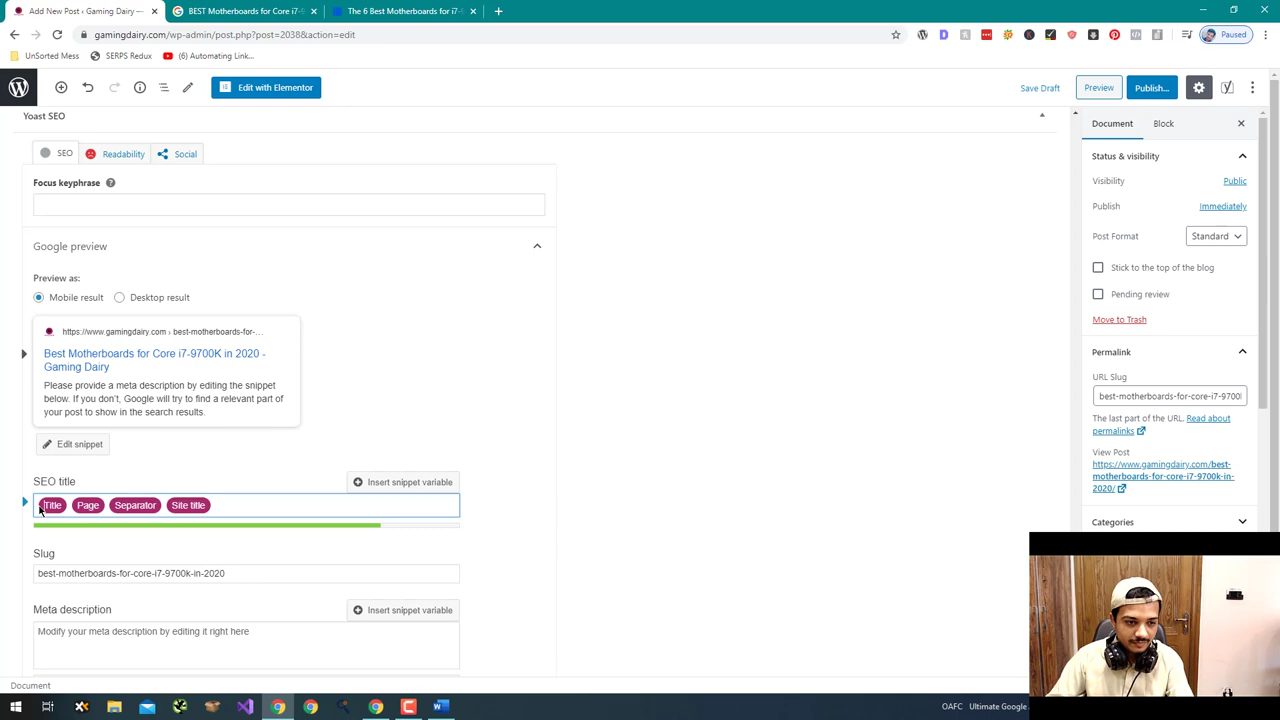 Add New Post ‹
BEST Motherboards for Core i7-
The 6 Best Motherboards for i7-
gamingdairy.com/wp-admin/post.php?post=2038&action=edit
Paused
UnSorted Mess
SERPS Redux
(6) Automating Link...
Edit with Elementor
Save Draft
Preview
Publish...
Yoast SEO
SEO
Readability
Social
Focus keyphrase
Google preview
Preview as:
Mobile result
Desktop result
https://www.gamingdairy.com › best-motherboards-for-...
Best Motherboards for Core i7-9700K in 2020 -
Gaming Dairy
Please provide a meta description by editing the snippet
below. If you don't, Google will try to find a relevant part of
your post to show in the search results.
Edit snippet
SEO title
Insert snippet variable
Title
Page
Separator
Site title
Slug
best-motherboards-for-core-i7-9700k-in-2020
Meta description
Insert snippet variable
Modify your meta description by editing it right here
Document
Document
Block
Status & visibility
Visibility
Public
Publish
Immediately
Post Format
Standard
Stick to the top of the blog
Pending review
Move to Trash
Permalink
URL Slug
best-motherboards-for-core-i7-9700
The last part of the URL. Read about
permalinks
View Post
https://www.gamingdairy.com/best-
motherboards-for-core-i7-9700k-in-
2020/
Categories
OAFC
Ultimate Google